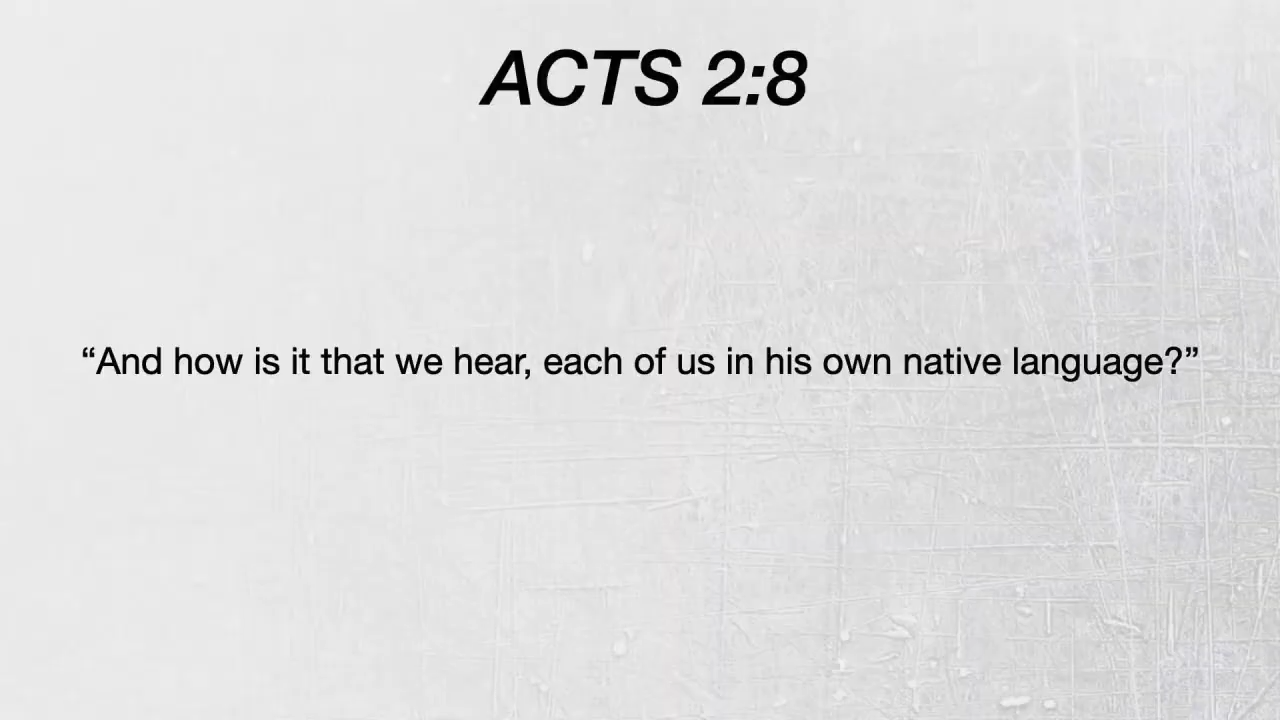 ACTS 2:8
“And how is it that we hear, each of us in his own native language?”